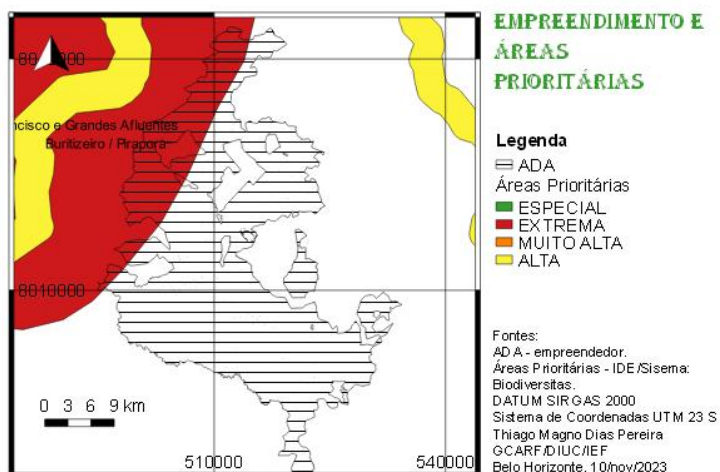 EMPREENDIMENTO E
ÁREAS
PRIORITÁRIAS
ncisco e Grandes Afluentes
Buritizeiro / Pirapora
8010000
0 3 6 9 km
510000
540000
Legenda
ADA
Áreas Prioritárias
ESPECIAL
EXTREMA
MUITO ALTA
ALTA
Fontes:
ADA - empreendedor.
Áreas Prioritárias - IDE/Sisema:
Biodiversitas.
DATUM SIRGAS 2000
Sistema de Coordenadas UTM 23 S
Thiago Magno Dias Pereira
GCARF/DIUC/IEF
Belo Horizonte, 10/nov/2023